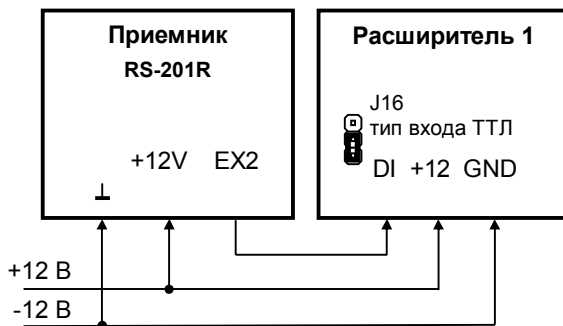 Приемник
RS-201R
+12V EX2
Расширитель 1
J16
тип входа ТТЛ
DI +12 GND
+12 В
-12 В